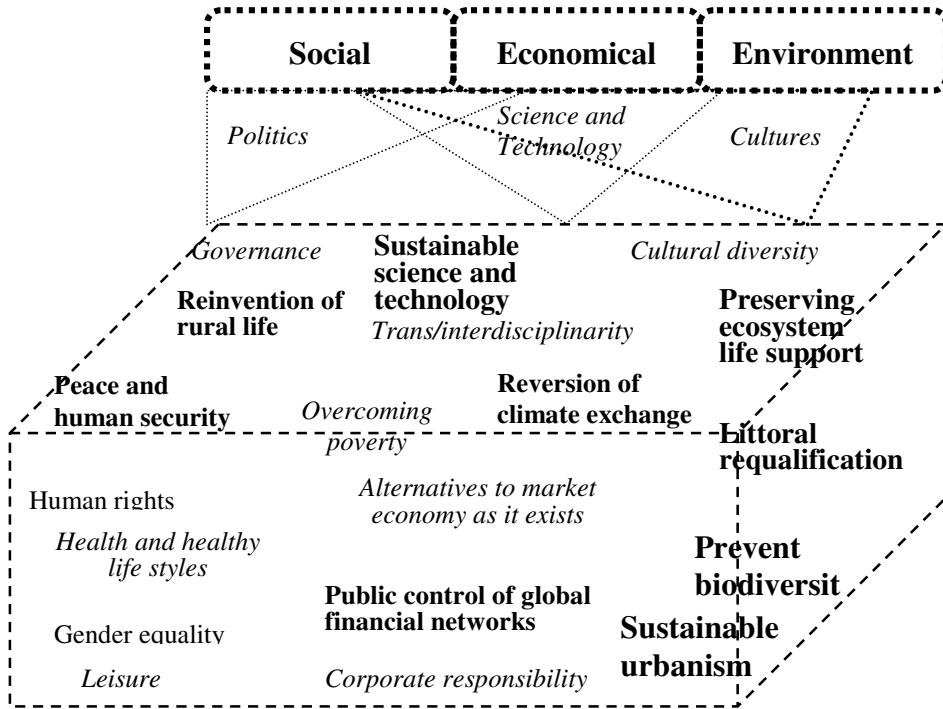 Social
Economical
Environment
Politics
Science and
Technology
Cultures
Governance
Sustainable
science and
technology
Cultural diversity
Reinvention of
rural life
Trans/interdisciplinarity
Preserving
ecosystem
life support
Peace and
human security
Overcoming
poverty
Reversion of
climate exchange
Littoral
requalification
Human rights
Alternatives to market
economy as it exists
Health and healthy
life styles
Prevent
biodiversit
Public control of global
financial networks
Gender equality
Sustainable
urbanism
Leisure
Corporate responsibility